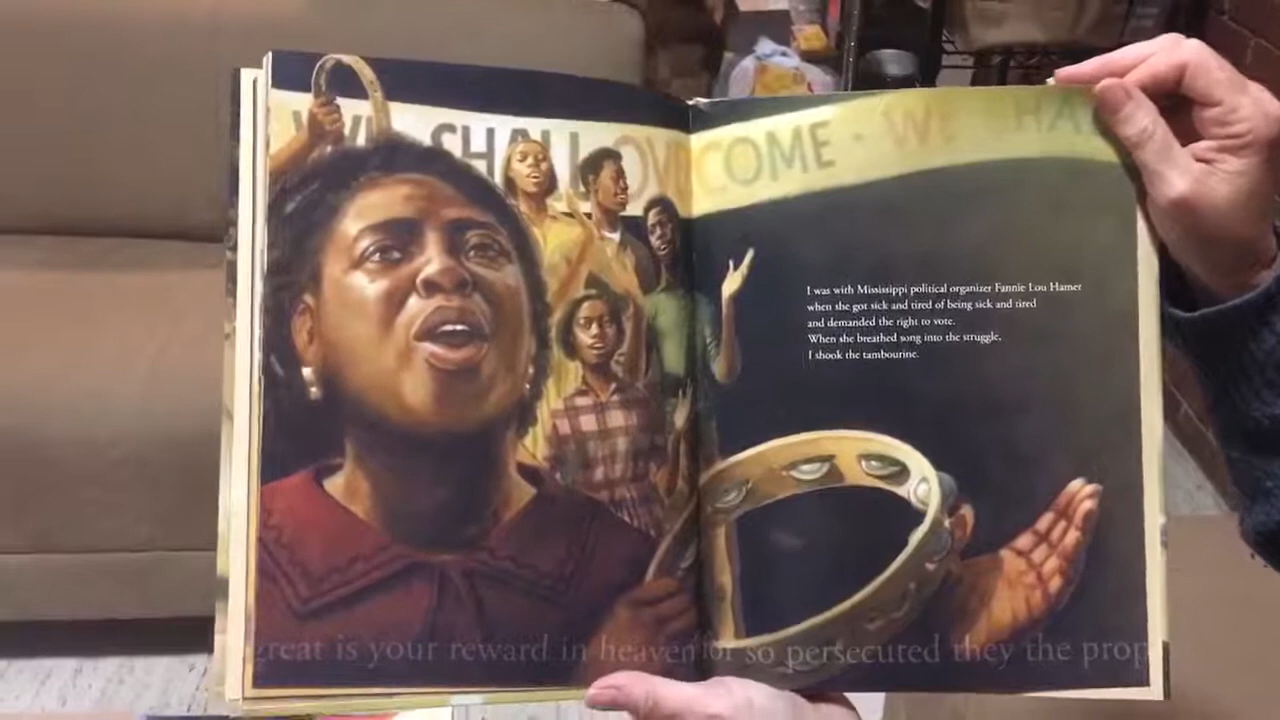 WE SHALL OVERCOME · WE HA
I was with Mississippi political organizer Fannie Lou Hamer
when she got sick and tired of being sick and tired
and demanded the right to vote.
When she breathed song into the struggle,
I shook the tambourine.
great is your reward in heaven for so persecuted they the prop